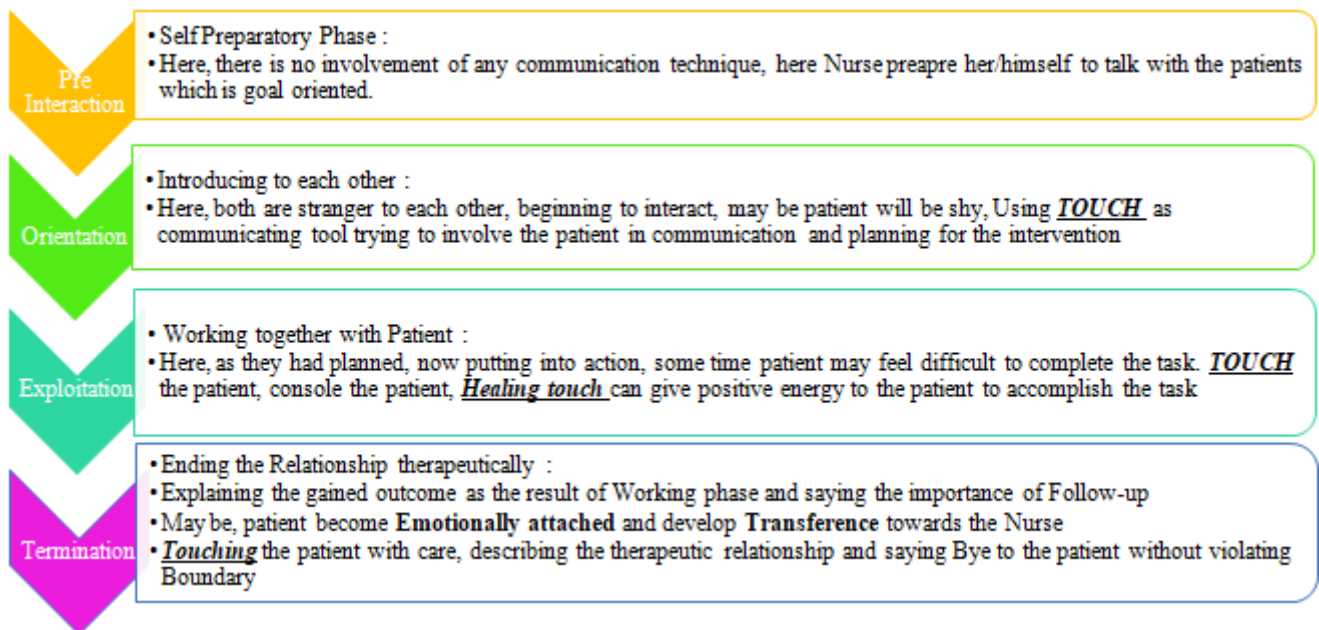 Pre
Interaction
• Self Preparatory Phase :
• Here, there is no involvement of any communication technique, here Nurse preapre her/himself to talk with the patients
which is goal oriented.
Orientation
• Introducing to each other :
• Here, both are stranger to each other, beginning to interact, may be patient will be shy, Using TOUCH as
communicating tool trying to involve the patient in communication and planning for the intervention
Exploitation
• Working together with Patient :
• Here, as they had planned, now putting into action, some time patient may feel difficult to complete the task. TOUCH
the patient, console the patient, Healing touch can give positive energy to the patient to accomplish the task
Termination
• Ending the Relationship therapeutically :
• Explaining the gained outcome as the result of Working phase and saying the importance of Follow-up
• May be, patient become Emotionally attached and develop Transference towards the Nurse
• Touching the patient with care, describing the therapeutic relationship and saying Bye to the patient without violating
Boundary